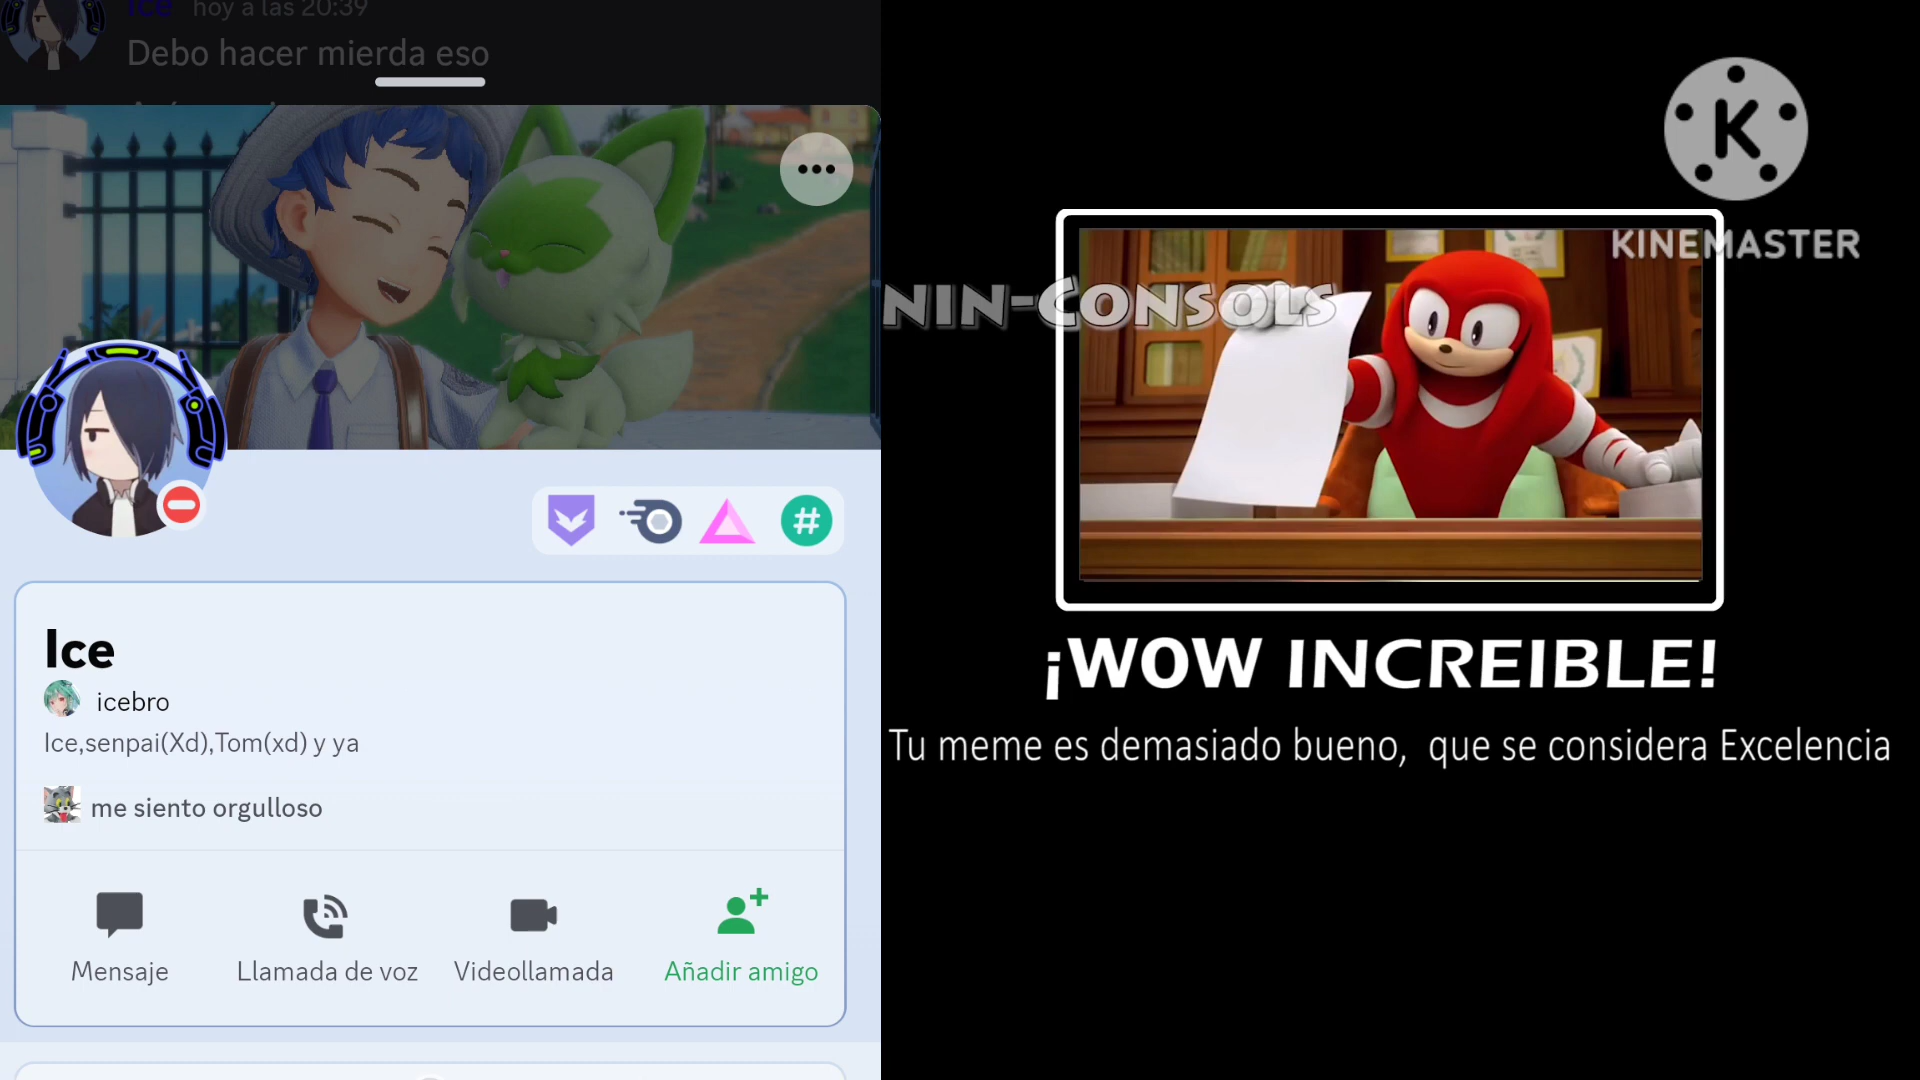 Ice hoy a las 20:39
Debo hacer mierda eso
Ice
icebro
Ice,senpai(Xd),Tom(xd) y ya
me siento orgulloso
Mensaje
Llamada de voz
Videollamada
Añadir amigo
K
KINEMASTER
NIN-CONSOLS
¡WOW INCREIBLE!
Tu meme es demasiado bueno, que se considera Excelencia